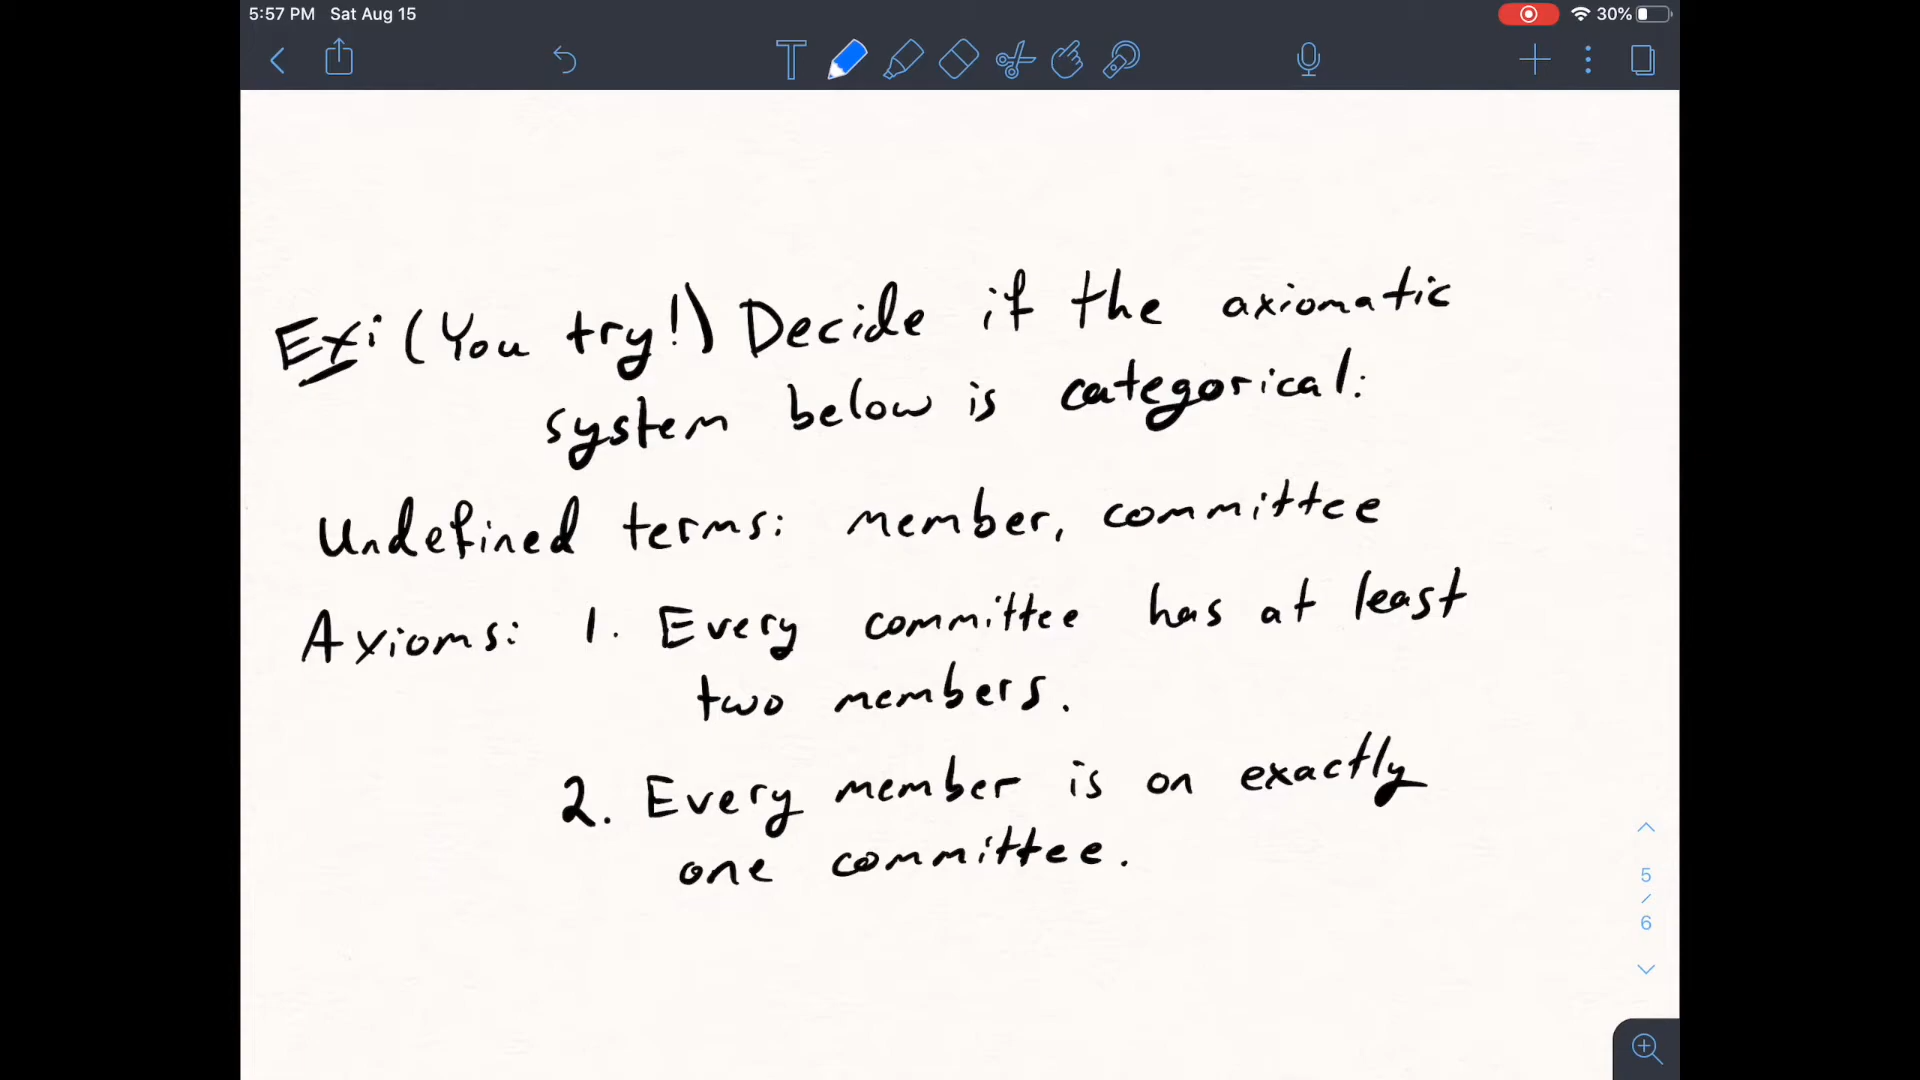 5:57 PM Sat Aug 15
30%
T
Ex: (You try!) Decide if the axiomatic
system below is categorical:
Undefined terms: member, committee
Axioms: 1. Every committee has at least
two members.
2. Every member is on exactly
one committee.
5
/
6